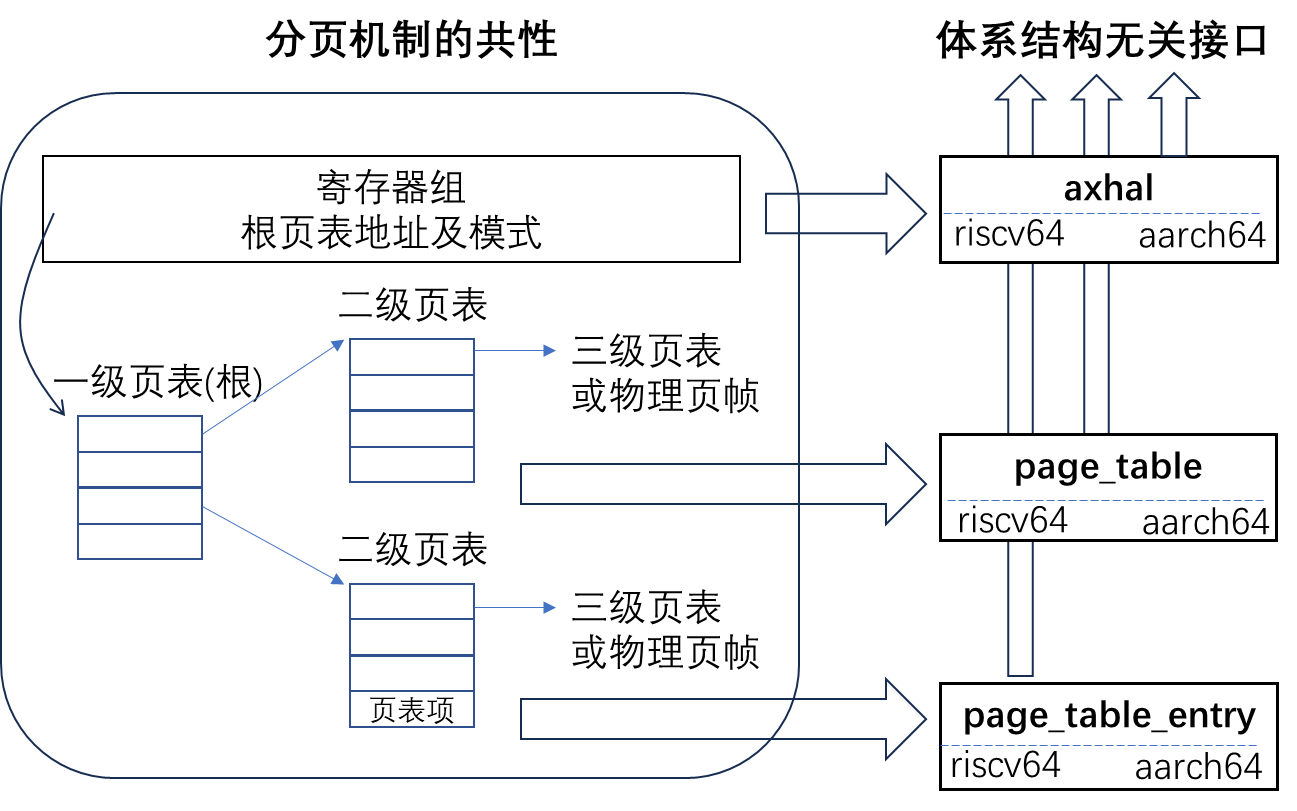 分页机制的共性
体系结构无关接口
寄存器组
根页表地址及模式
axhal
riscv64
aarch64
二级页表
三级页表
或物理页帧
一级页表(根)
page_table
riscv64
aarch64
二级页表
三级页表
或物理页帧
页表项
page_table_entry
riscv64
aarch64